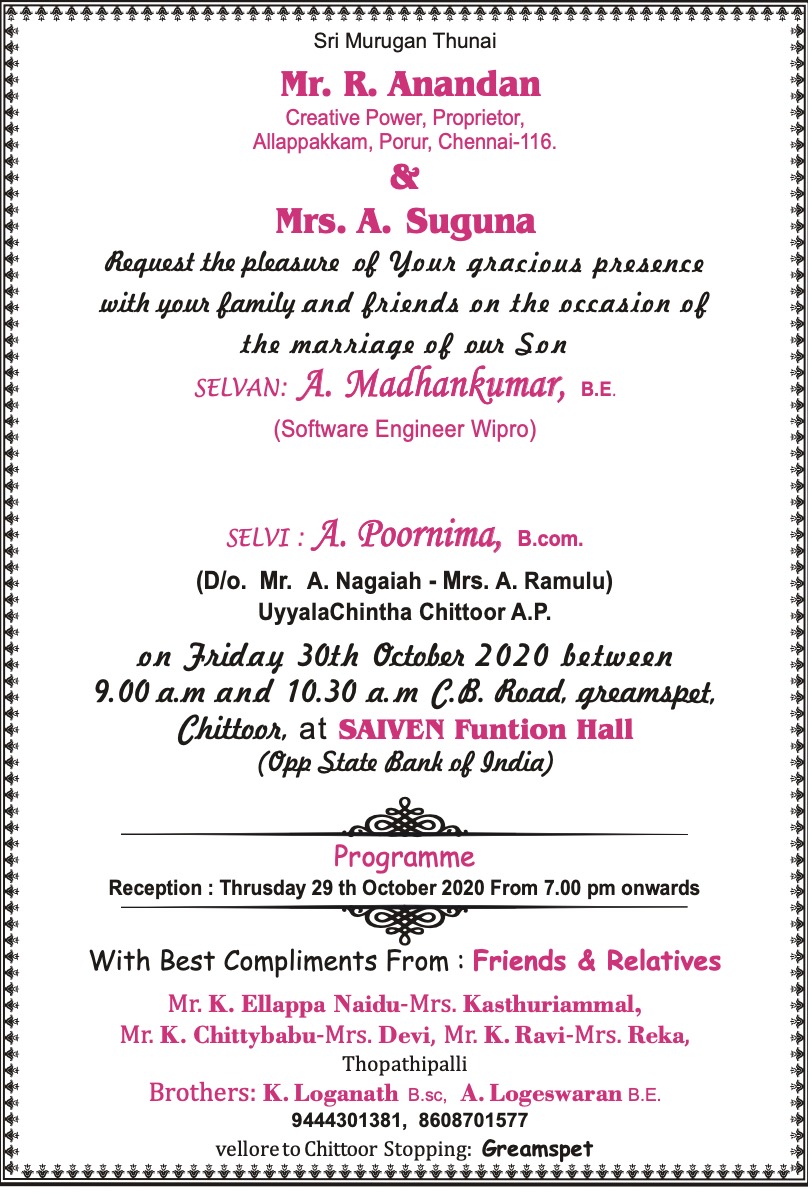 Sri Murugan Thunai
Mr. R. Anandan
Creative Power, Proprietor,
Allappakkam, Porur, Chennai-116.
&
Mrs. A. Suguna
Request the pleasure of Your gracious presence
with your family and friends on the occasion of
the marriage of our Son
SELVAN: A. Madhankumar, B.E.
(Software Engineer Wipro)
SELVI : A. Poornima, B.com.
(D/o. Mr. A. Nagaiah - Mrs. A. Ramulu)
UyyalaChintha Chittoor A.P.
on Friday 30th October 2020 between
9.00 a.m and 10.30 a.m C.B. Road, greamspet,
Chittoor, at SAIVEN Funtion Hall
(Opp State Bank of India)
Programme
Reception : Thrusday 29 th October 2020 From 7.00 pm onwards
With Best Compliments From : Friends & Relatives
Mr. K. Ellappa Naidu-Mrs. Kasthuriammal,
Mr. K. Chittybabu-Mrs. Devi, Mr. K. Ravi-Mrs. Reka,
Thopathipalli
Brothers: K. Loganath B.sc, A. Logeswaran B.E.
9444301381, 8608701577
vellore to Chittoor Stopping: Greamspet